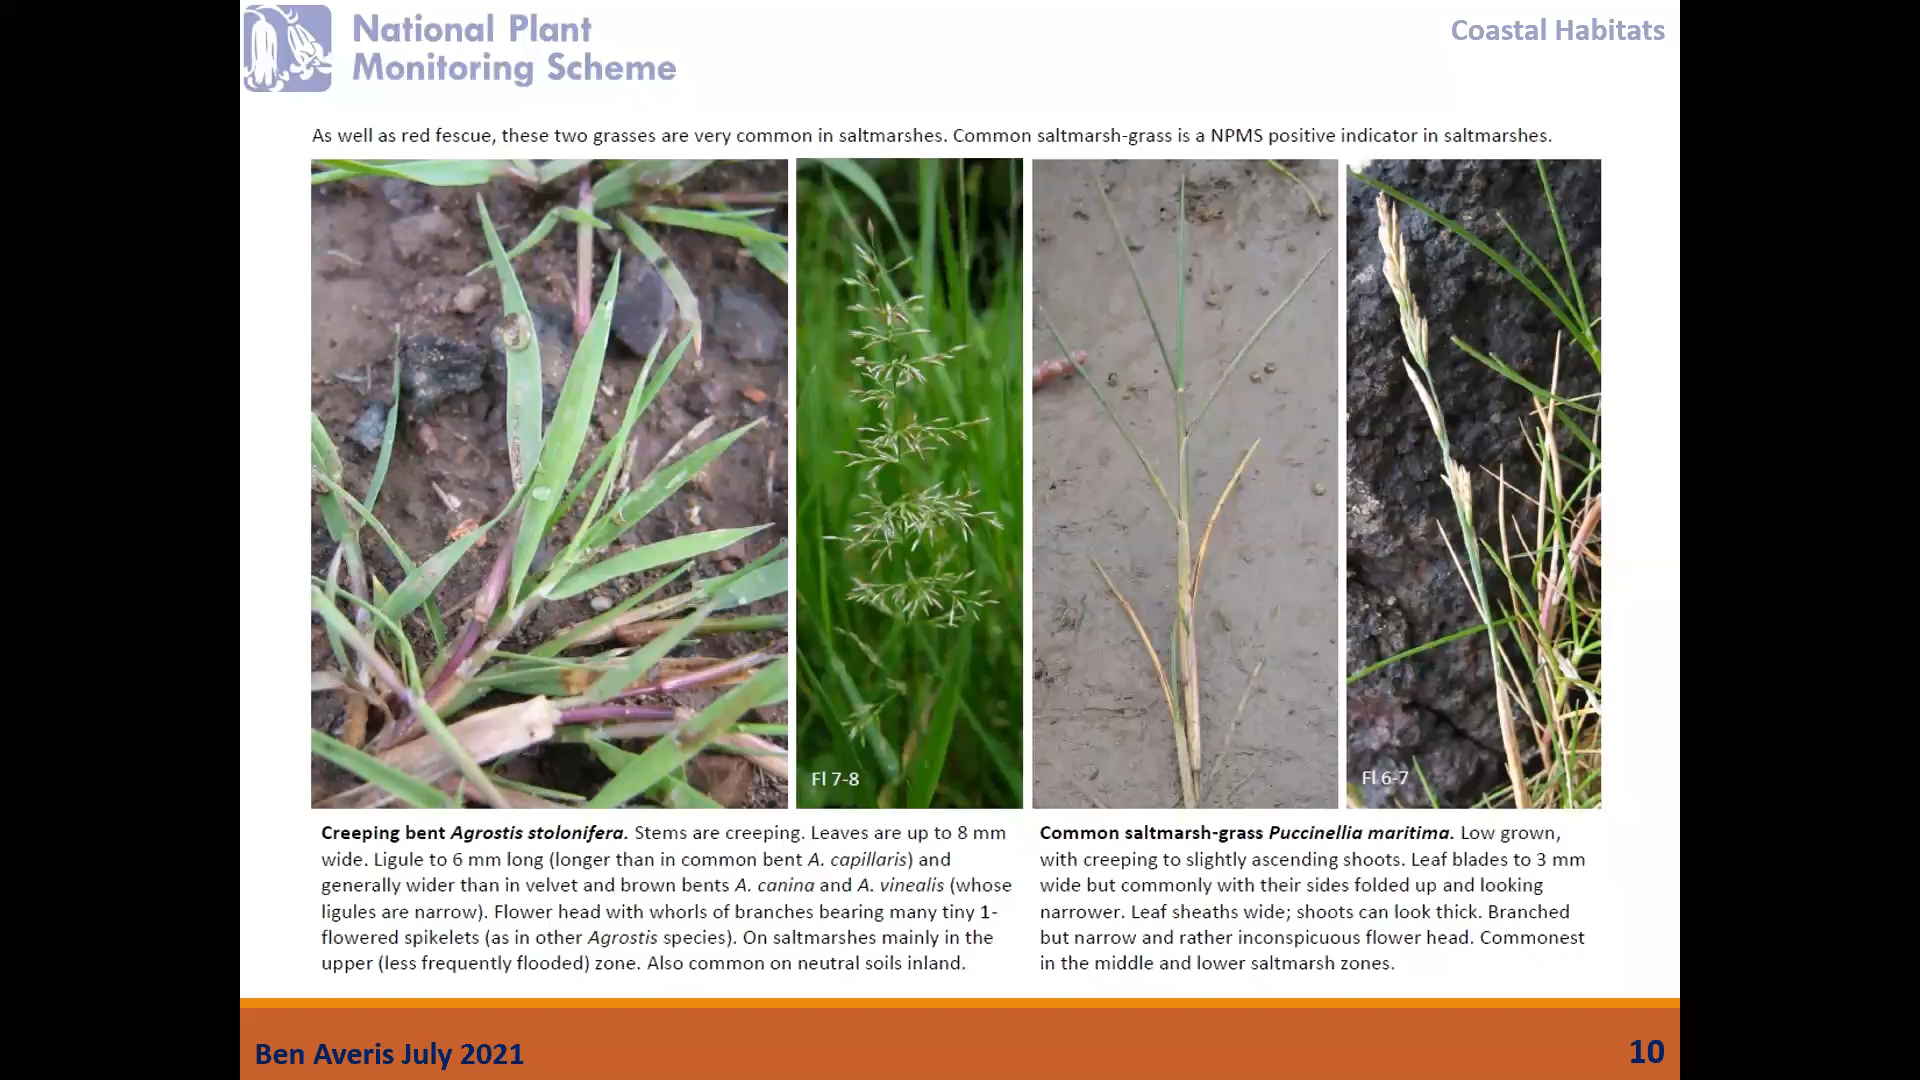 National Plant
Monitoring Scheme
Coastal Habitats
As well as red fescue, these two grasses are very common in saltmarshes. Common saltmarsh-grass is a NPMS positive indicator in saltmarshes.
Fl 7-8
Fl 6-7
Creeping bent Agrostis stolonifera. Stems are creeping. Leaves are up to 8 mm
wide. Ligule to 6 mm long (longer than in common bent A. capillaris) and
generally wider than in velvet and brown bents A. canina and A. vinealis (whose
ligules are narrow). Flower head with whorls of branches bearing many tiny 1-
flowered spikelets (as in other Agrostis species). On saltmarshes mainly in the
upper (less frequently flooded) zone. Also common on neutral soils inland.
Common saltmarsh-grass Puccinellia maritima. Low grown,
with creeping to slightly ascending shoots. Leaf blades to 3 mm
wide but commonly with their sides folded up and looking
narrower. Leaf sheaths wide; shoots can look thick. Branched
but narrow and rather inconspicuous flower head. Commonest
in the middle and lower saltmarsh zones.
Ben Averis July 2021
10